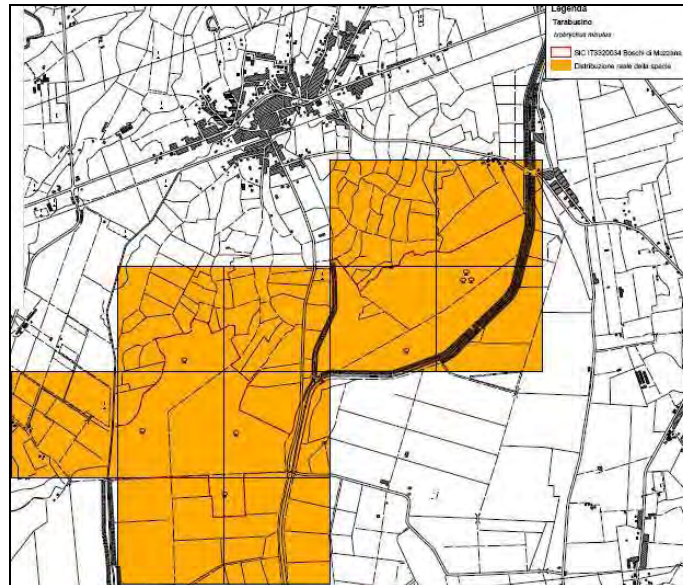 Legenda
Tarabusino
Ixobrychus minutus
SIC IT3320034 Boschi di Muzzana
Distribuzione reale della specie